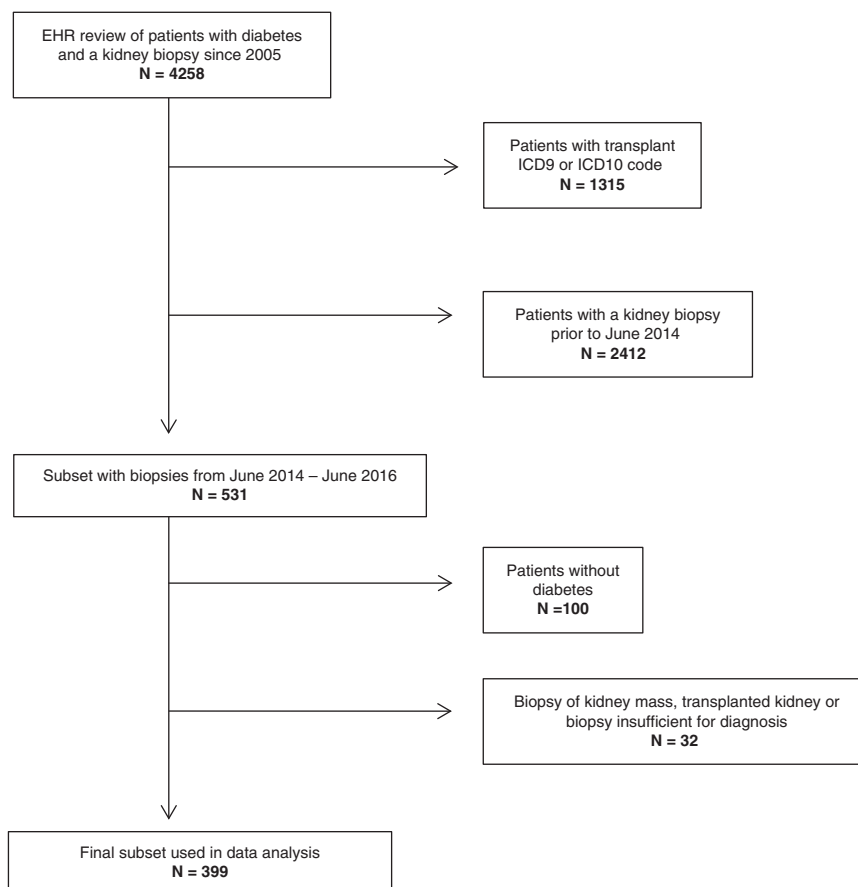 EHR review of patients with diabetes
and a kidney biopsy since 2005
N = 4258
Patients with transplant
ICD9 or ICD10 code
N = 1315
Patients with a kidney biopsy
prior to June 2014
N = 2412
Subset with biopsies from June 2014 – June 2016
N = 531
Patients without
diabetes
N =100
Biopsy of kidney mass, transplanted kidney or
biopsy insufficient for diagnosis
N = 32
Final subset used in data analysis
N = 399